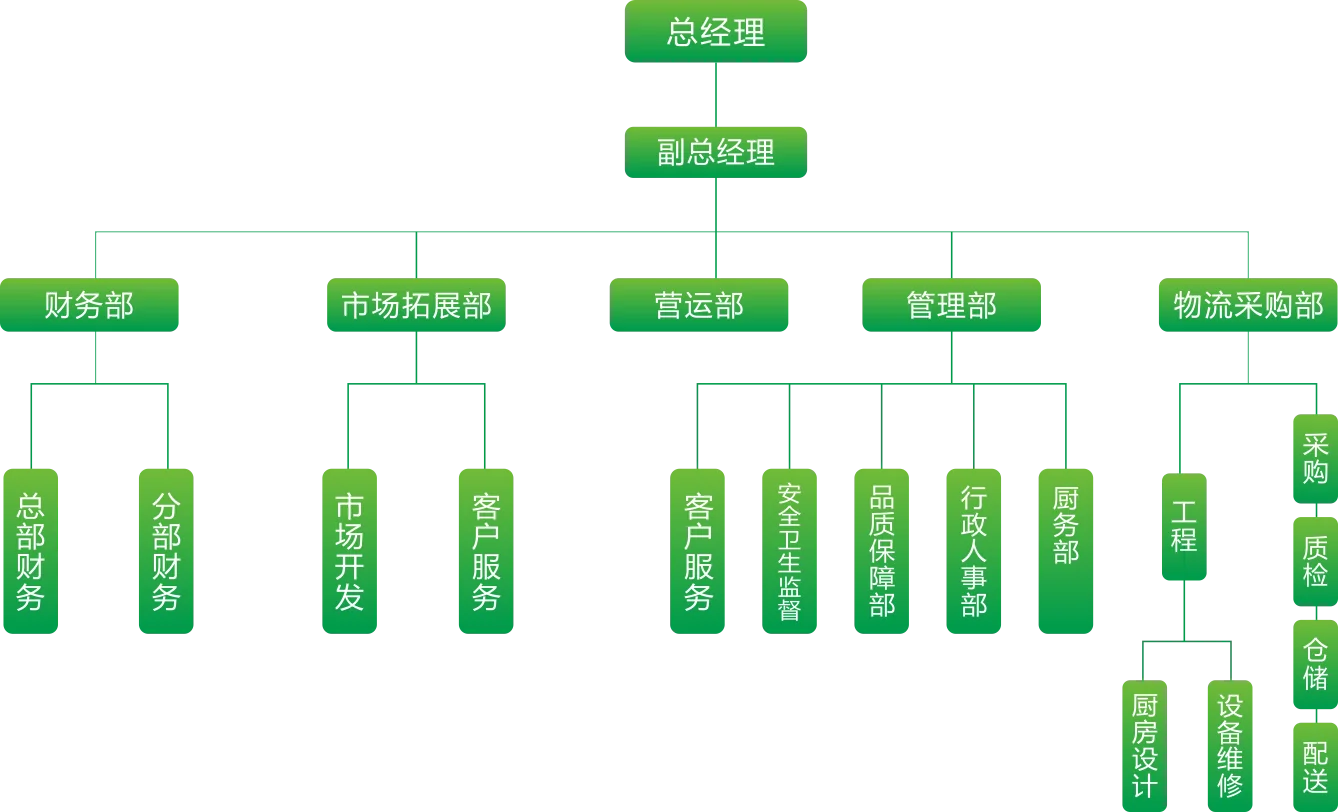 总经理
副总经理
财务部
市场拓展部
营运部
管理部
物流采购部
总部财务
分部财务
市场开发
客户服务
客户服务
安全卫生监督
品质保障部
行政人事部
厨务部
工程
采购
质检
仓储
配送
厨房设计
设备维修